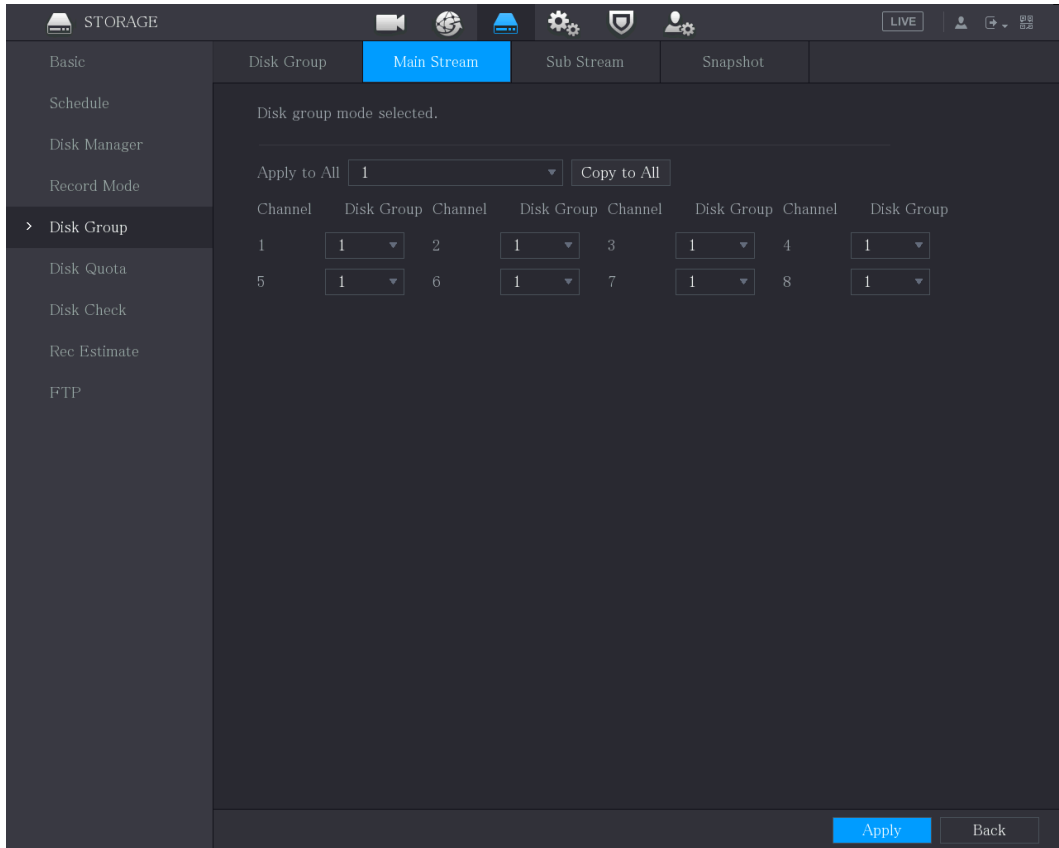 STORAGE LIVE
Basic
Schedule
Disk Manager
Record Mode
Disk Group
Disk Quota
Disk Check
Rec Estimate
FTP
Disk Group Main Stream Sub Stream Snapshot
Disk group mode selected.
Apply to All 1 Copy to All
Channel Disk Group Channel Disk Group Channel Disk Group Channel Disk Group
1 1 2 1 3 1 4 1
5 1 6 1 7 1 8 1
Apply Back